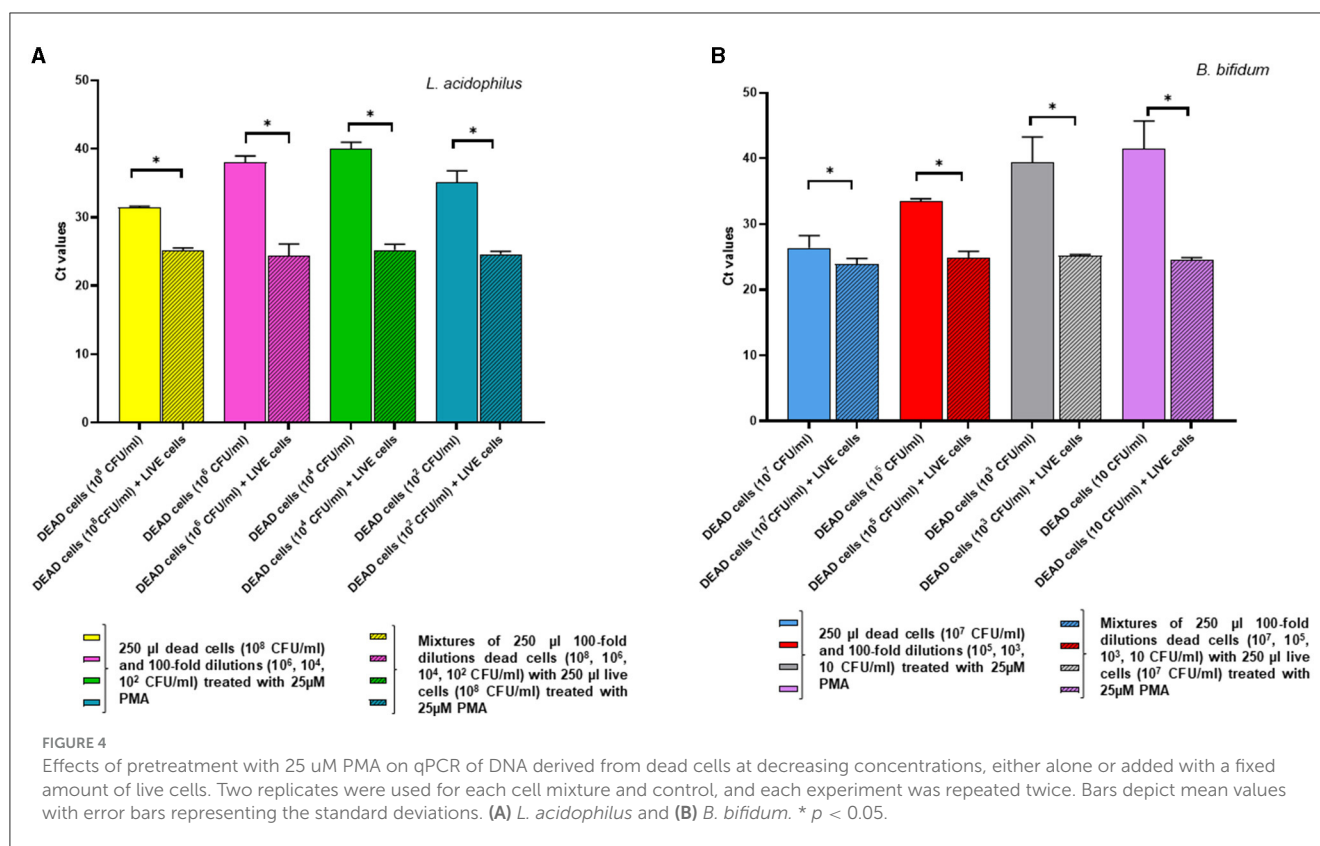 A
L. acidophilus
50
40
30
20
10
0
Ct values
*
*
*
*
DEAD cells (10⁸ CFU/ml)
DEAD cells (10⁸CFU/ml) + LIVE cells
DEAD cells (10⁶ CFU/ml)
DEAD cells (10⁶ CFU/ml) + LIVE cells
DEAD cells (10⁴ CFU/ml)
DEAD cells (10⁴ CFU/ml) + LIVE cells
DEAD cells (10² CFU/ml)
DEAD cells (10² CFU/ml) + LIVE cells
250 µl dead cells (10⁸ CFU/ml)
and 100-fold dilutions (10⁶, 10⁴,
10² CFU/ml) treated with 25µM
PMA
Mixtures of 250 µl 100-fold
dilutions dead cells (10⁸, 10⁶,
10⁴, 10² CFU/ml) with 250 µl live
cells (10⁸ CFU/ml) treated with
25µM PMA
B
B. bifidum
50
40
30
20
10
0
Ct values
*
*
*
*
DEAD cells (10⁷ CFU/ml)
DEAD cells (10⁷CFU/ml) + LIVE cells
DEAD cells (10⁵ CFU/ml)
DEAD cells (10⁵ CFU/ml) + LIVE cells
DEAD cells (10³ CFU/ml)
DEAD cells (10³ CFU/ml) + LIVE cells
DEAD cells (10 CFU/ml)
DEAD cells (10 CFU/ml) + LIVE cells
250 µl dead cells (10⁷ CFU/ml)
and 100-fold dilutions (10⁵, 10³,
10 CFU/ml) treated with 25µM
PMA
Mixtures of 250 µl 100-fold
dilutions dead cells (10⁷, 10⁵,
10³, 10 CFU/ml) with 250 µl live
cells (10⁷ CFU/ml) treated with
25µM PMA
FIGURE 4
Effects of pretreatment with 25 uM PMA on qPCR of DNA derived from dead cells at decreasing concentrations, either alone or added with a fixed
amount of live cells. Two replicates were used for each cell mixture and control, and each experiment was repeated twice. Bars depict mean values
with error bars representing the standard deviations. (A) L. acidophilus and (B) B. bifidum. * p < 0.05.